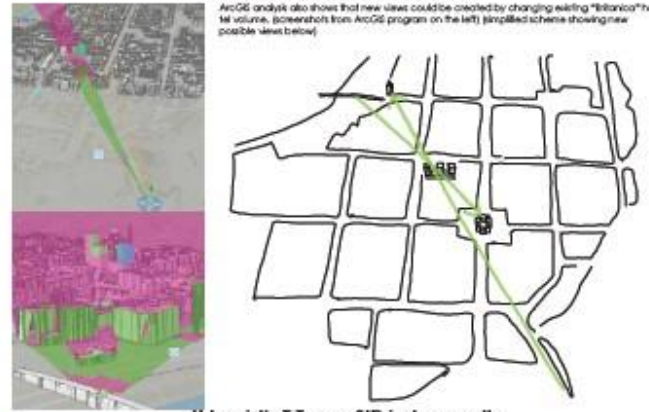 ArcGIS analysis also shows that new views could be created by changing existing "Britanica" ho
tel volume. (screenshots from ArcGIS program on the left) (simplified scheme showing new
possible views below)